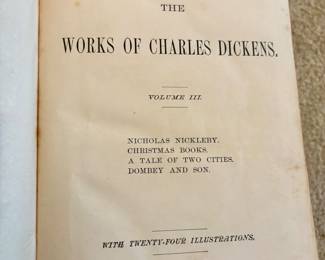 THE
WORKS OF CHARLES DICKENS.
VOLUME III.
NICHOLAS NICKLEBY.
CHRISTMAS BOOKS.
A TALE OF TWO CITIES.
DOMBEY AND SON.
WITH TWENTY-FOUR ILLUSTRATIONS.